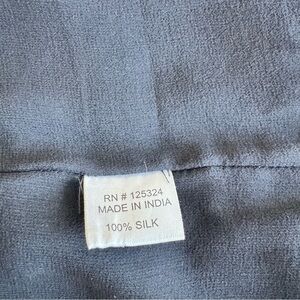 RN # 125324
MADE IN INDIA
100% SILK